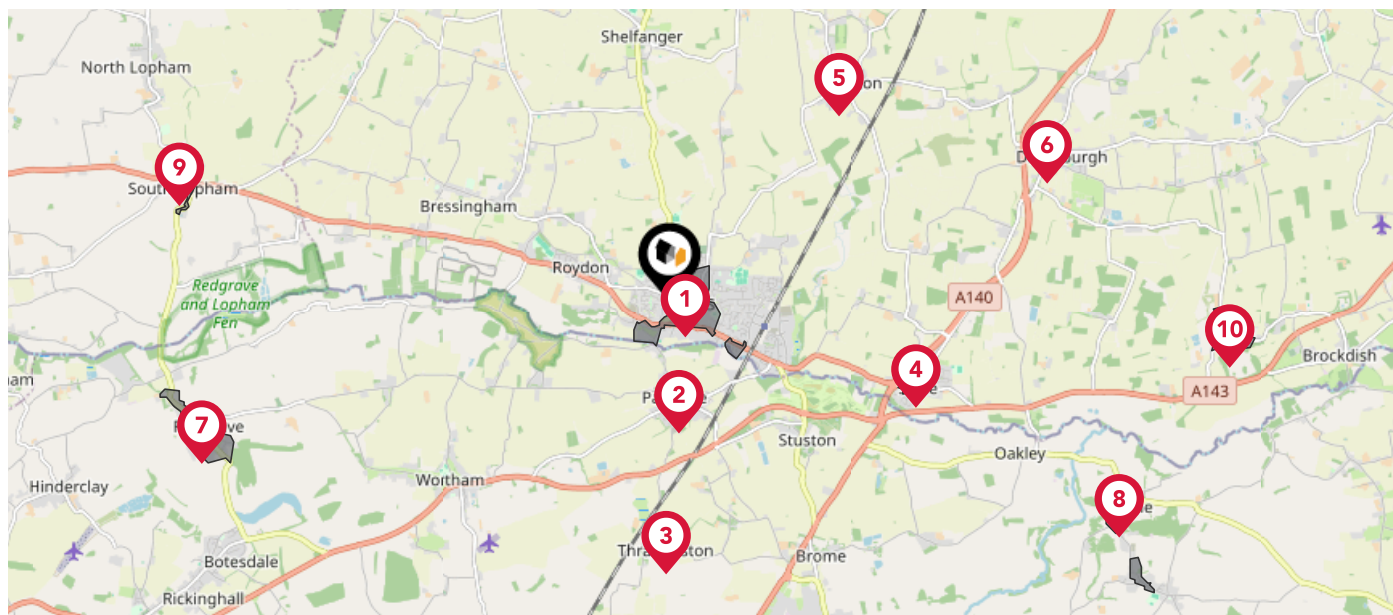 Shelfanger
North Lopham
5
6
9
Bressingham
Roydon
Redgrave
and Lopham
Fen
1
A140
10
Brockdish
4
2
A143
7
Stuston
Oakley
Wortham
Hinderclay
8
3
Brome
Botesdale
Rickinghall